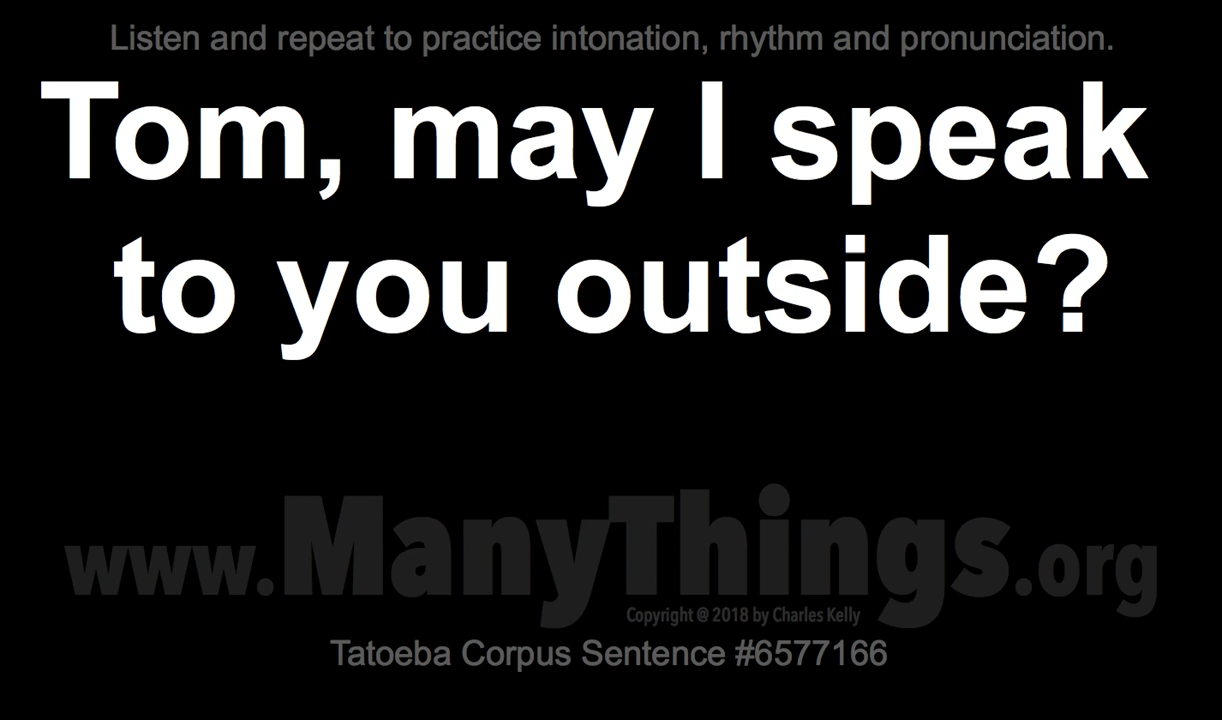 Listen and repeat to practice intonation, rhythm and pronunciation.
Tom, may I speak
to you outside?
www.ManyThings.org
Copyright @ 2018 by Charles Kelly
Tatoeba Corpus Sentence #6577166